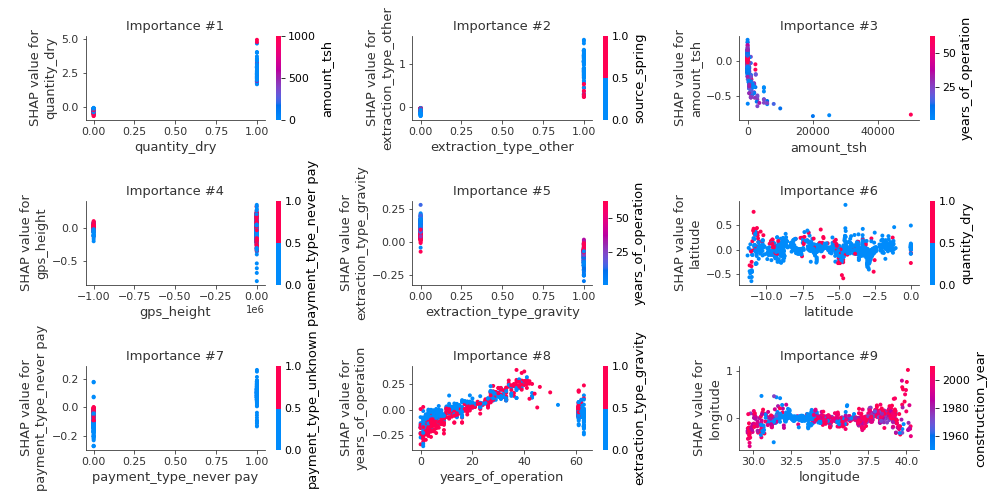 Importance #1
SHAP value for
quantity_dry
5.0
2.5
0.0
0.00
0.25
0.50
0.75
1.00
quantity_dry
1000
500
0
amount_tsh
Importance #2
SHAP value for
extraction_type_other
1
0
0.00
0.25
0.50
0.75
1.00
extraction_type_other
1.0
0.5
0.0
source_spring
Importance #3
SHAP value for
amount_tsh
0.0
−0.5
0
20000
40000
amount_tsh
50
25
years_of_operation
Importance #4
SHAP value for
gps_height
0.0
−0.5
−1.00
−0.75
−0.50
−0.25
0.00
1e6
gps_height
1.0
0.5
0.0
payment_type_never pay
Importance #5
SHAP value for
extraction_type_gravity
0.25
0.00
−0.25
0.00
0.25
0.50
0.75
1.00
extraction_type_gravity
50
25
years_of_operation
Importance #6
SHAP value for
latitude
0.5
0.0
−0.5
−10.0
−7.5
−5.0
−2.5
0.0
latitude
1.0
0.5
0.0
quantity_dry
Importance #7
SHAP value for
payment_type_never pay
0.2
0.0
−0.2
0.00
0.25
0.50
0.75
1.00
payment_type_never pay
1.0
0.5
0.0
payment_type_unknown
Importance #8
SHAP value for
years_of_operation
0.25
0.00
−0.25
0
20
40
60
years_of_operation
1.0
0.5
0.0
extraction_type_gravity
Importance #9
SHAP value for
longitude
1
0
30.0
32.5
35.0
37.5
40.0
longitude
2000
1980
1960
construction_year